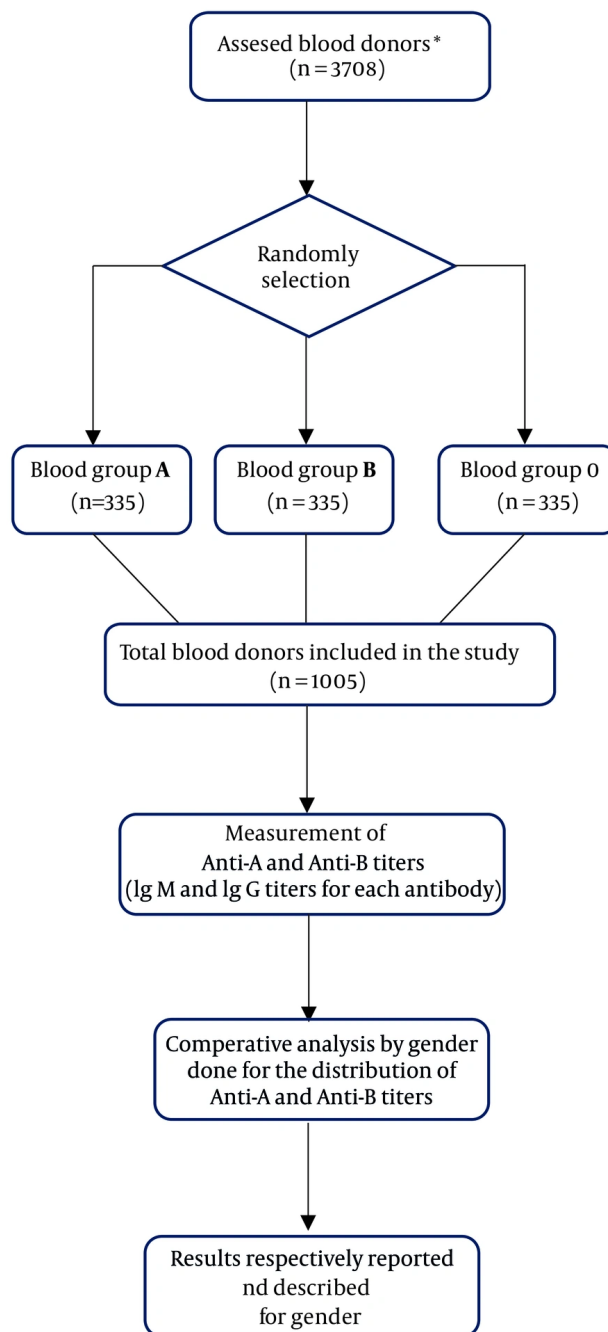 Assesed blood donors*
(n = 3708)
Randomly
selection
Blood group A
(n=335)
Blood group B
(n = 335)
Blood group 0
(n = 335)
Total blood donors included in the study
(n = 1005)
Measurement of
Anti-A and Anti-B titers
(lg M and lg G titers for each antibody)
Comperative analysis by gender
done for the distribution of
Anti-A and Anti-B titers
Results respectively reported
nd described
for gender